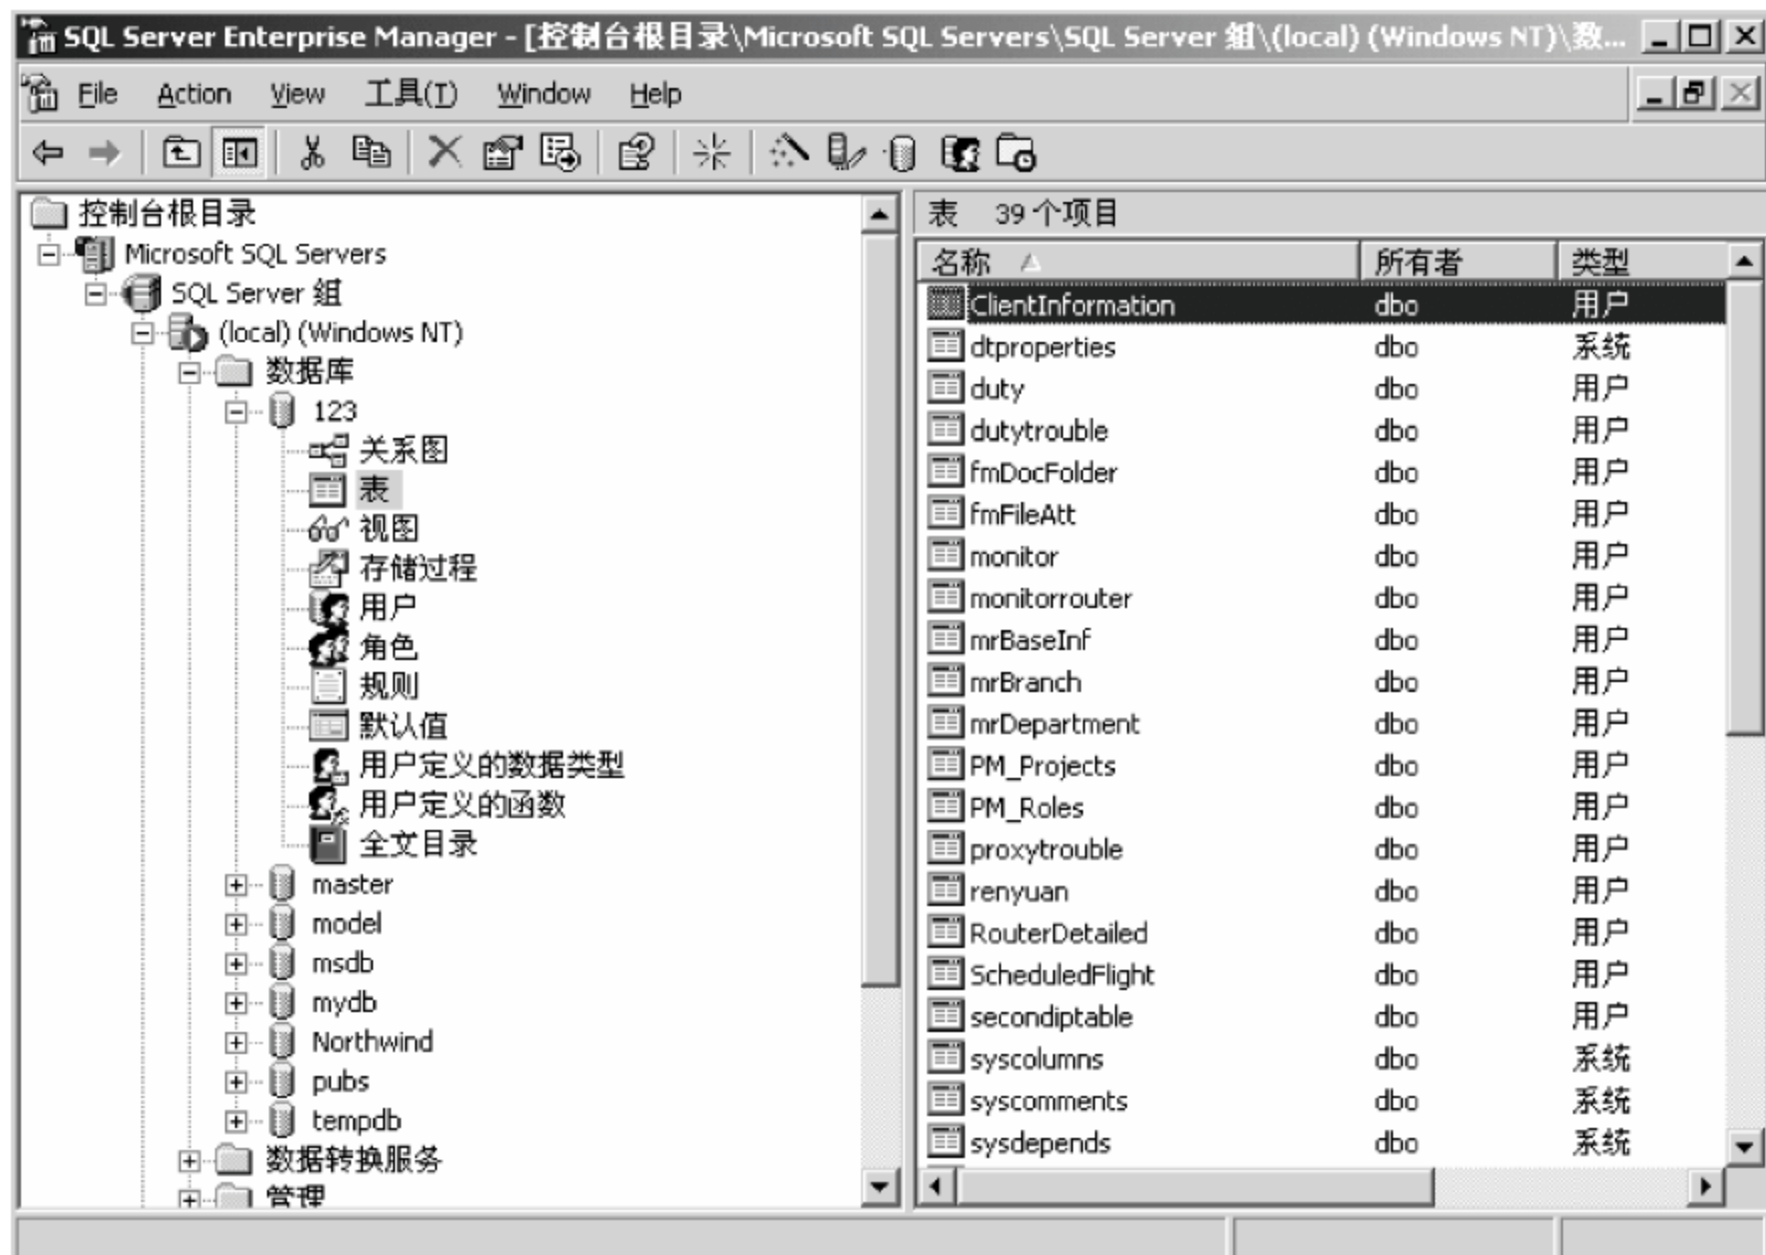 SQL Server Enterprise Manager - [控制台根目录\Microsoft SQL Servers\SQL Server 组\(local) (Windows NT)\数...
File Action View 工具(T) Window Help
控制台根目录
Microsoft SQL Servers
SQL Server 组
(local) (Windows NT)
数据库
123
关系图
表
视图
存储过程
用户
角色
规则
默认值
用户定义的数据类型
用户定义的函数
全文目录
master
model
msdb
mydb
Northwind
pubs
tempdb
数据转换服务
管理
表 39 个项目
名称 所有者 类型
ClientInformation dbo 用户
dtproperties dbo 系统
duty dbo 用户
dutytrouble dbo 用户
fmDocFolder dbo 用户
fmFileAtt dbo 用户
monitor dbo 用户
monitorrouter dbo 用户
mrBaseInf dbo 用户
mrBranch dbo 用户
mrDepartment dbo 用户
PM_Projects dbo 用户
PM_Roles dbo 用户
proxytrouble dbo 用户
renyuan dbo 用户
RouterDetailed dbo 用户
ScheduledFlight dbo 用户
secondiptable dbo 用户
syscolumns dbo 系统
syscomments dbo 系统
sysdepends dbo 系统